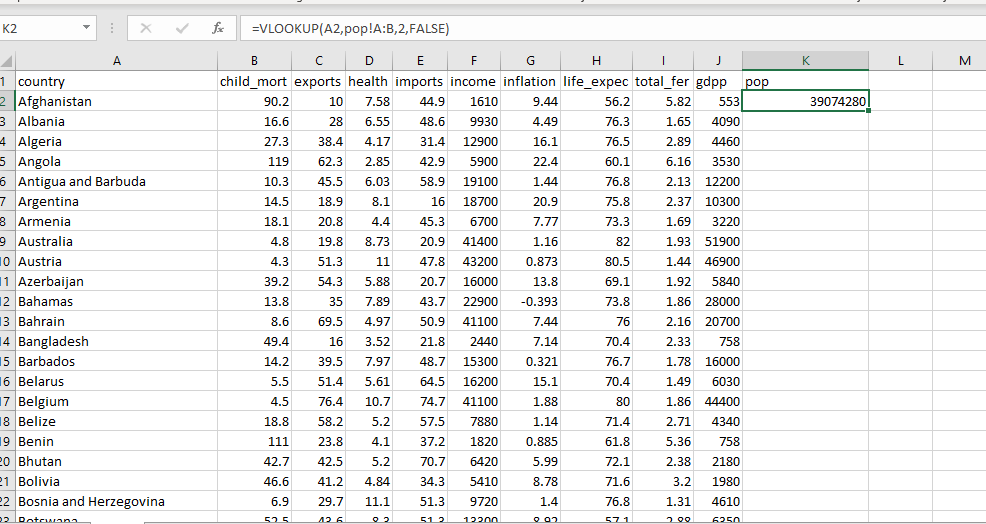 K2 fx =VLOOKUP(A2,pop!A:B,2,FALSE)
A B C D E F G H I J K L M
1 country child_mort exports health imports income inflation life_expec total_fer gdpp pop
2 Afghanistan 90.2 10 7.58 44.9 1610 9.44 56.2 5.82 553 39074280
3 Albania 16.6 28 6.55 48.6 9930 4.49 76.3 1.65 4090
4 Algeria 27.3 38.4 4.17 31.4 12900 16.1 76.5 2.89 4460
5 Angola 119 62.3 2.85 42.9 5900 22.4 60.1 6.16 3530
6 Antigua and Barbuda 10.3 45.5 6.03 58.9 19100 1.44 76.8 2.13 12200
7 Argentina 14.5 18.9 8.1 16 18700 20.9 75.8 2.37 10300
8 Armenia 18.1 20.8 4.4 45.3 6700 7.77 73.3 1.69 3220
9 Australia 4.8 19.8 8.73 20.9 41400 1.16 82 1.93 51900
10 Austria 4.3 51.3 11 47.8 43200 0.873 80.5 1.44 46900
11 Azerbaijan 39.2 54.3 5.88 20.7 16000 13.8 69.1 1.92 5840
12 Bahamas 13.8 35 7.89 43.7 22900 -0.393 73.8 1.86 28000
13 Bahrain 8.6 69.5 4.97 50.9 41100 7.44 76 2.16 20700
14 Bangladesh 49.4 16 3.52 21.8 2440 7.14 70.4 2.33 758
15 Barbados 14.2 39.5 7.97 48.7 15300 0.321 76.7 1.78 16000
16 Belarus 5.5 51.4 5.61 64.5 16200 15.1 70.4 1.49 6030
17 Belgium 4.5 76.4 10.7 74.7 41100 1.88 80 1.86 44400
18 Belize 18.8 58.2 5.2 57.5 7880 1.14 71.4 2.71 4340
19 Benin 111 23.8 4.1 37.2 1820 0.885 61.8 5.36 758
20 Bhutan 42.7 42.5 5.2 70.7 6420 5.99 72.1 2.38 2180
21 Bolivia 46.6 41.2 4.84 34.3 5410 8.78 71.6 3.2 1980
22 Bosnia and Herzegovina 6.9 29.7 11.1 51.3 9720 1.4 76.8 1.31 4610
23 Botswana 52.5 43.6 8.3 51.3 13300 8.92 57.1 2.88 6350